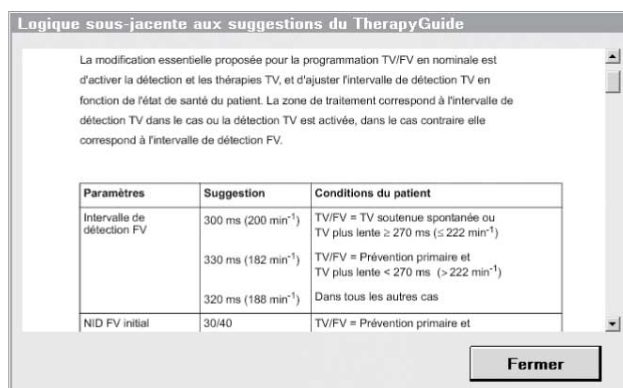 Logique sous-jacente aux suggestions du TherapyGuide
La modification essentielle proposée pour la programmation TV/FV en nominale est
d'activer la détection et les thérapies TV, et d'ajuster l'intervalle de détection TV en
fonction de l'état de santé du patient. La zone de traitement correspond à l'intervalle de
détection TV dans le cas ou la détection TV est activée, dans le cas contraire elle
correspond à l'intervalle de détection FV.
Paramètres Suggestion Conditions du patient
Intervalle de
détection FV
300 ms (200 min⁻¹) TV/FV = TV soutenue spontanée ou
TV plus lente ≥ 270 ms (≤ 222 min⁻¹)
330 ms (182 min⁻¹) TV/FV = Prévention primaire et
TV plus lente < 270 ms (> 222 min⁻¹)
320 ms (188 min⁻¹) Dans tous les autres cas
NID FV initial 30/40 TV/FV = Prévention primaire et
Fermer